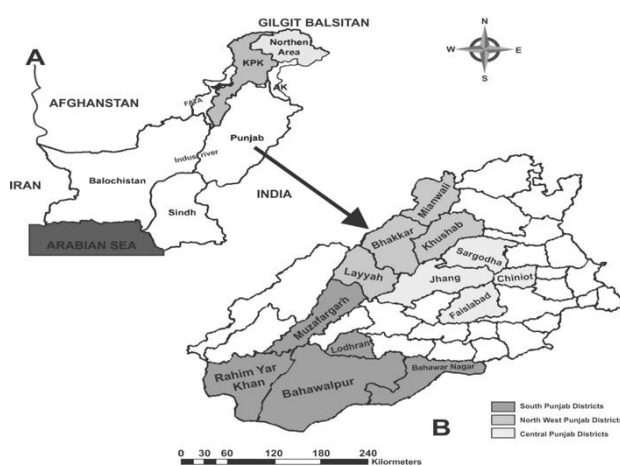 GILGIT BALSITAN
N
W
E
S
A
Northen
Area
KPK
AFGHANISTAN
FATA
AK
Punjab
Indus river
IRAN
Balochistan
INDIA
Sindh
ARABIAN SEA
Mianwali
Bhakkar
Khushab
Sargodha
Layyah
Jhang
Chiniot
Faislabad
Muzafargarh
Lodhran
Rahim Yar
Khan
Bahawalpur
Bahawar Nagar
B
South Punjab Districts
North West Punjab Districts
Central Punjab Districts
0 30 60 120 180 240
Kilometers